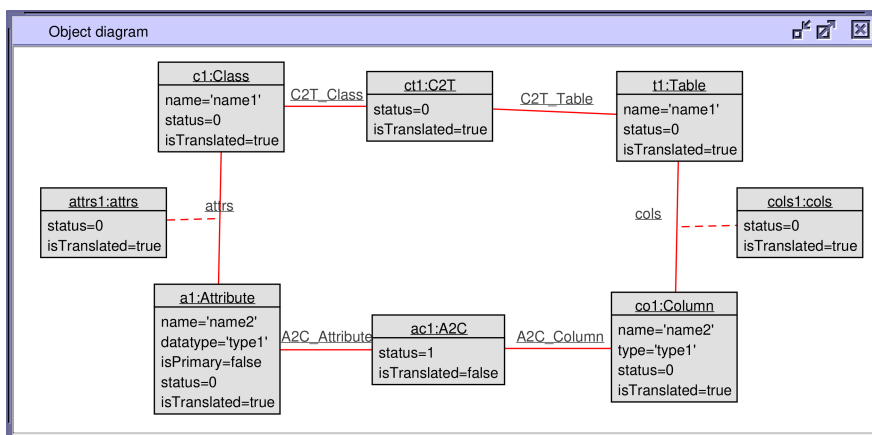 Object diagram
c1:Class
name='name1'
status=0
isTranslated=true
C2T_Class
ct1:C2T
status=0
isTranslated=true
C2T_Table
t1:Table
name='name1'
status=0
isTranslated=true
attrs1:attrs
status=0
isTranslated=true
attrs
cols
cols1:cols
status=0
isTranslated=true
a1:Attribute
name='name2'
datatype='type1'
isPrimary=false
status=0
isTranslated=true
A2C_Attribute
ac1:A2C
status=1
isTranslated=false
A2C_Column
co1:Column
name='name2'
type='type1'
status=0
isTranslated=true